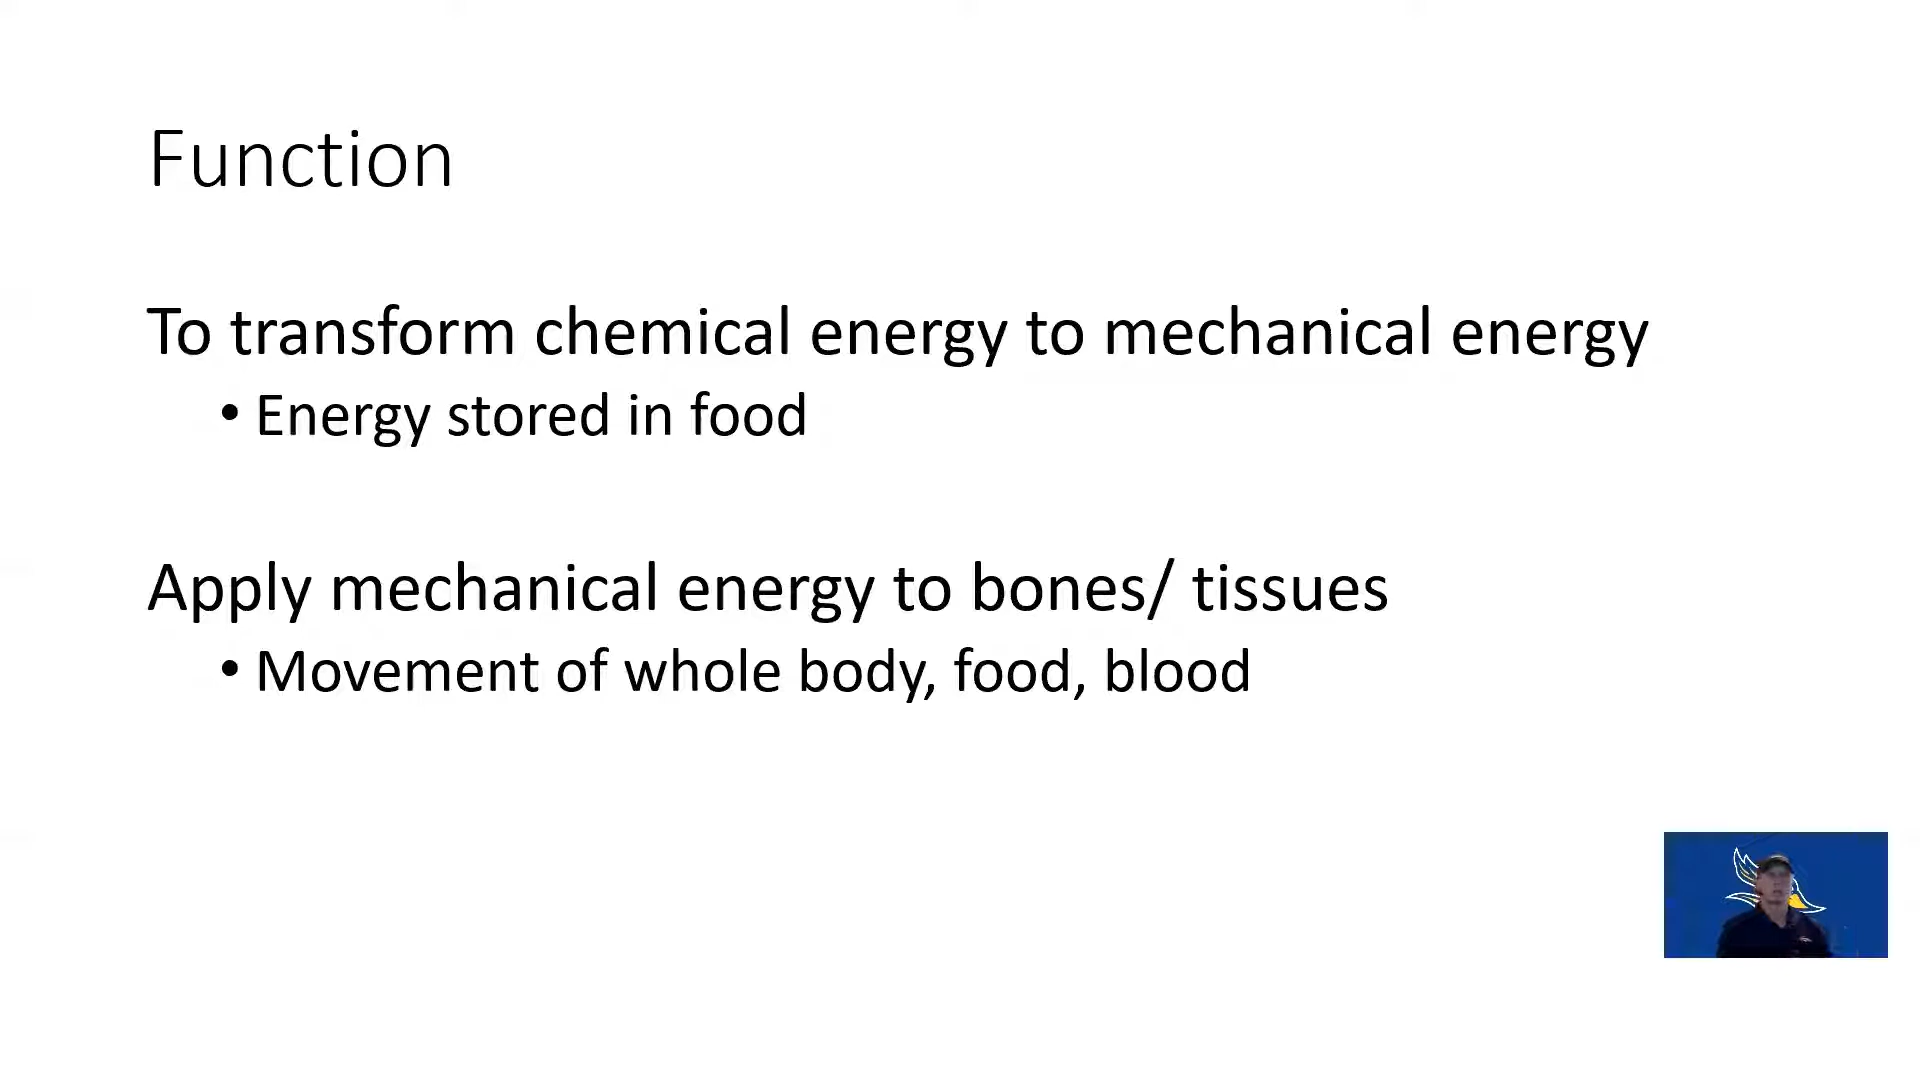 Function
To transform chemical energy to mechanical energy
• Energy stored in food
Apply mechanical energy to bones/ tissues
• Movement of whole body, food, blood